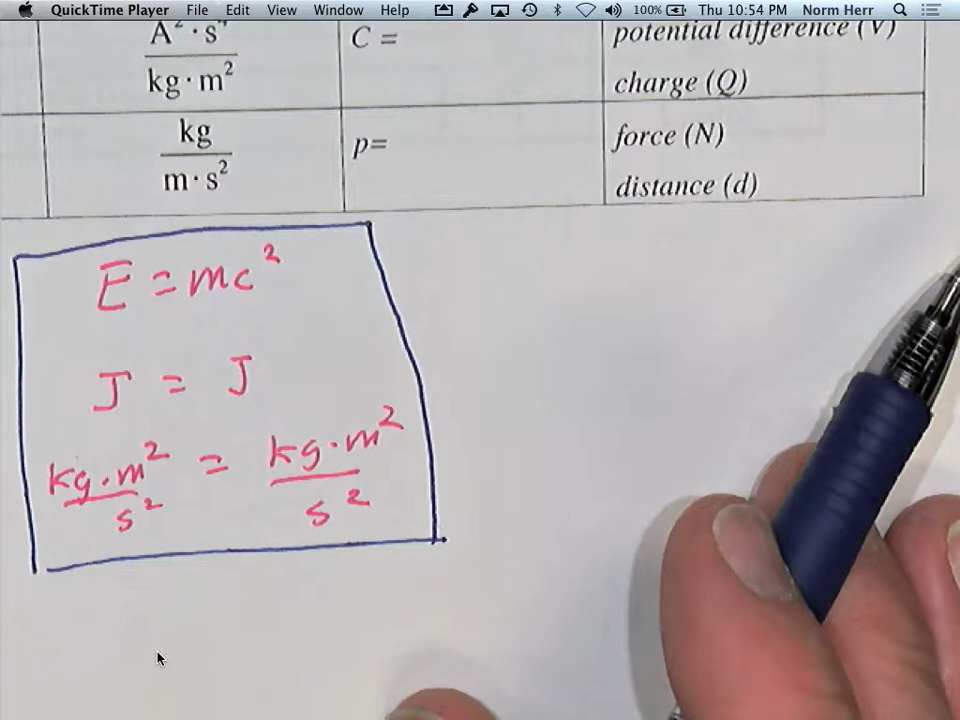 QuickTime Player File Edit View Window Help 100% Thu 10:54 PM Norm Herr
A² · s⁴
kg · m²
C =
potential difference (V)
charge (Q)
kg
m · s²
p=
force (N)
distance (d)
E = mc²
J = J
kg·m² = kg·m²
s² s²